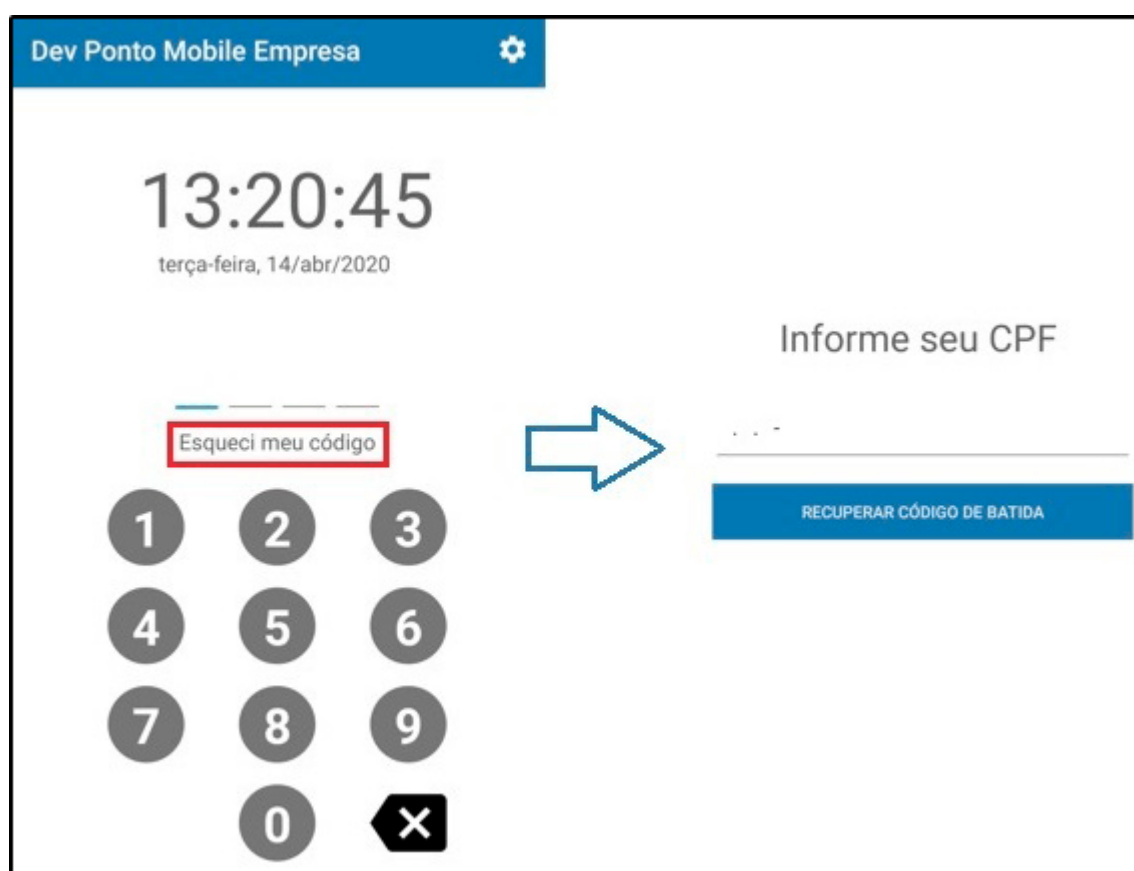 Dev Ponto Mobile Empresa
13:20:45
terça-feira, 14/abr/2020
Esqueci meu código
1 2 3
4 5 6
7 8 9
0
Informe seu CPF
. . -
RECUPERAR CÓDIGO DE BATIDA